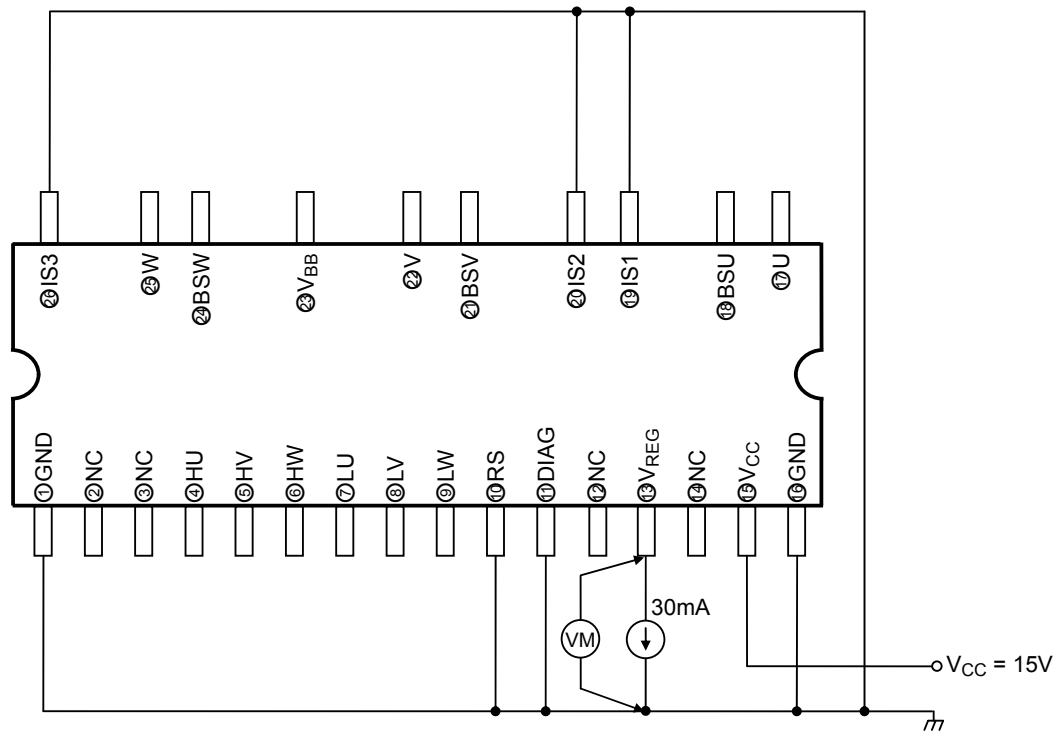 ㉖IS3
㉕W
㉔BSW
㉓VBB
㉒V
㉑BSV
⑳IS2
⑲IS1
⑱BSU
⑰U
①GND
②NC
③NC
④HU
⑤HV
⑥HW
⑦LU
⑧LV
⑨LW
⑩RS
⑪DIAG
⑫NC
⑬VREG
⑭NC
⑮VCC
⑯GND
30mA
VM
VCC = 15V